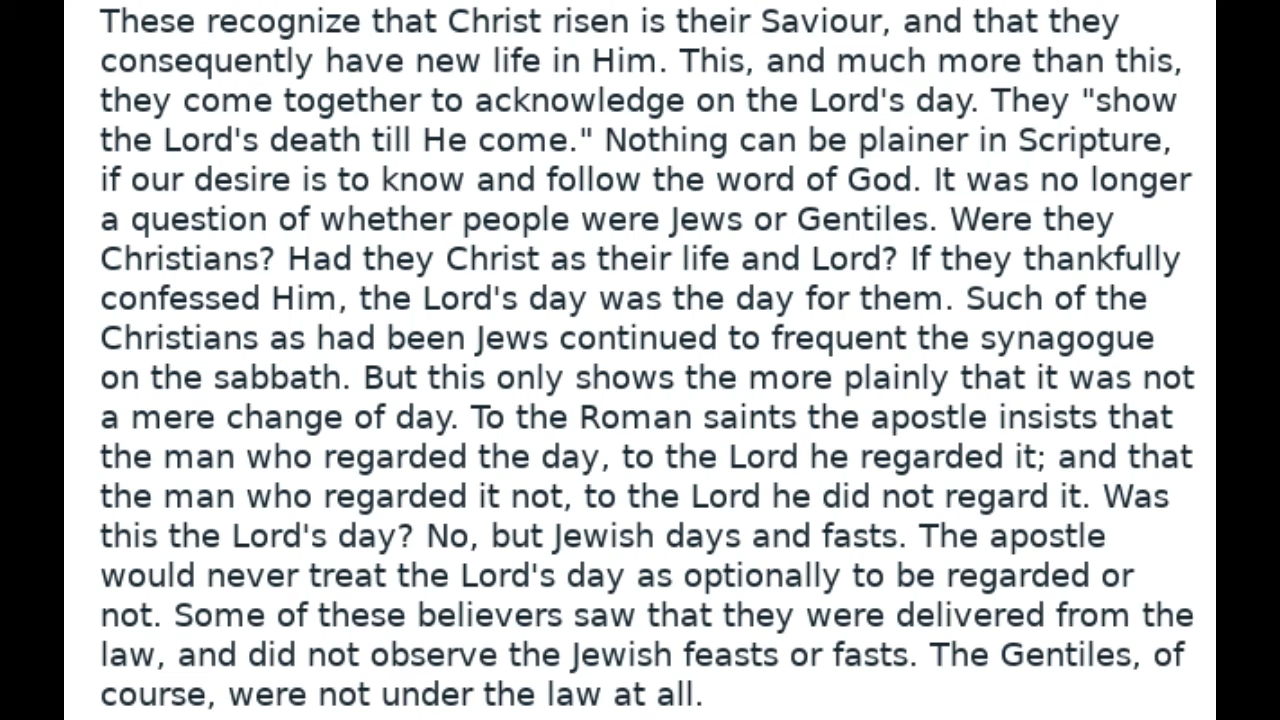 These recognize that Christ risen is their Saviour, and that they
consequently have new life in Him. This, and much more than this,
they come together to acknowledge on the Lord's day. They "show
the Lord's death till He come." Nothing can be plainer in Scripture,
if our desire is to know and follow the word of God. It was no longer
a question of whether people were Jews or Gentiles. Were they
Christians? Had they Christ as their life and Lord? If they thankfully
confessed Him, the Lord's day was the day for them. Such of the
Christians as had been Jews continued to frequent the synagogue
on the sabbath. But this only shows the more plainly that it was not
a mere change of day. To the Roman saints the apostle insists that
the man who regarded the day, to the Lord he regarded it; and that
the man who regarded it not, to the Lord he did not regard it. Was
this the Lord's day? No, but Jewish days and fasts. The apostle
would never treat the Lord's day as optionally to be regarded or
not. Some of these believers saw that they were delivered from the
law, and did not observe the Jewish feasts or fasts. The Gentiles, of
course, were not under the law at all.